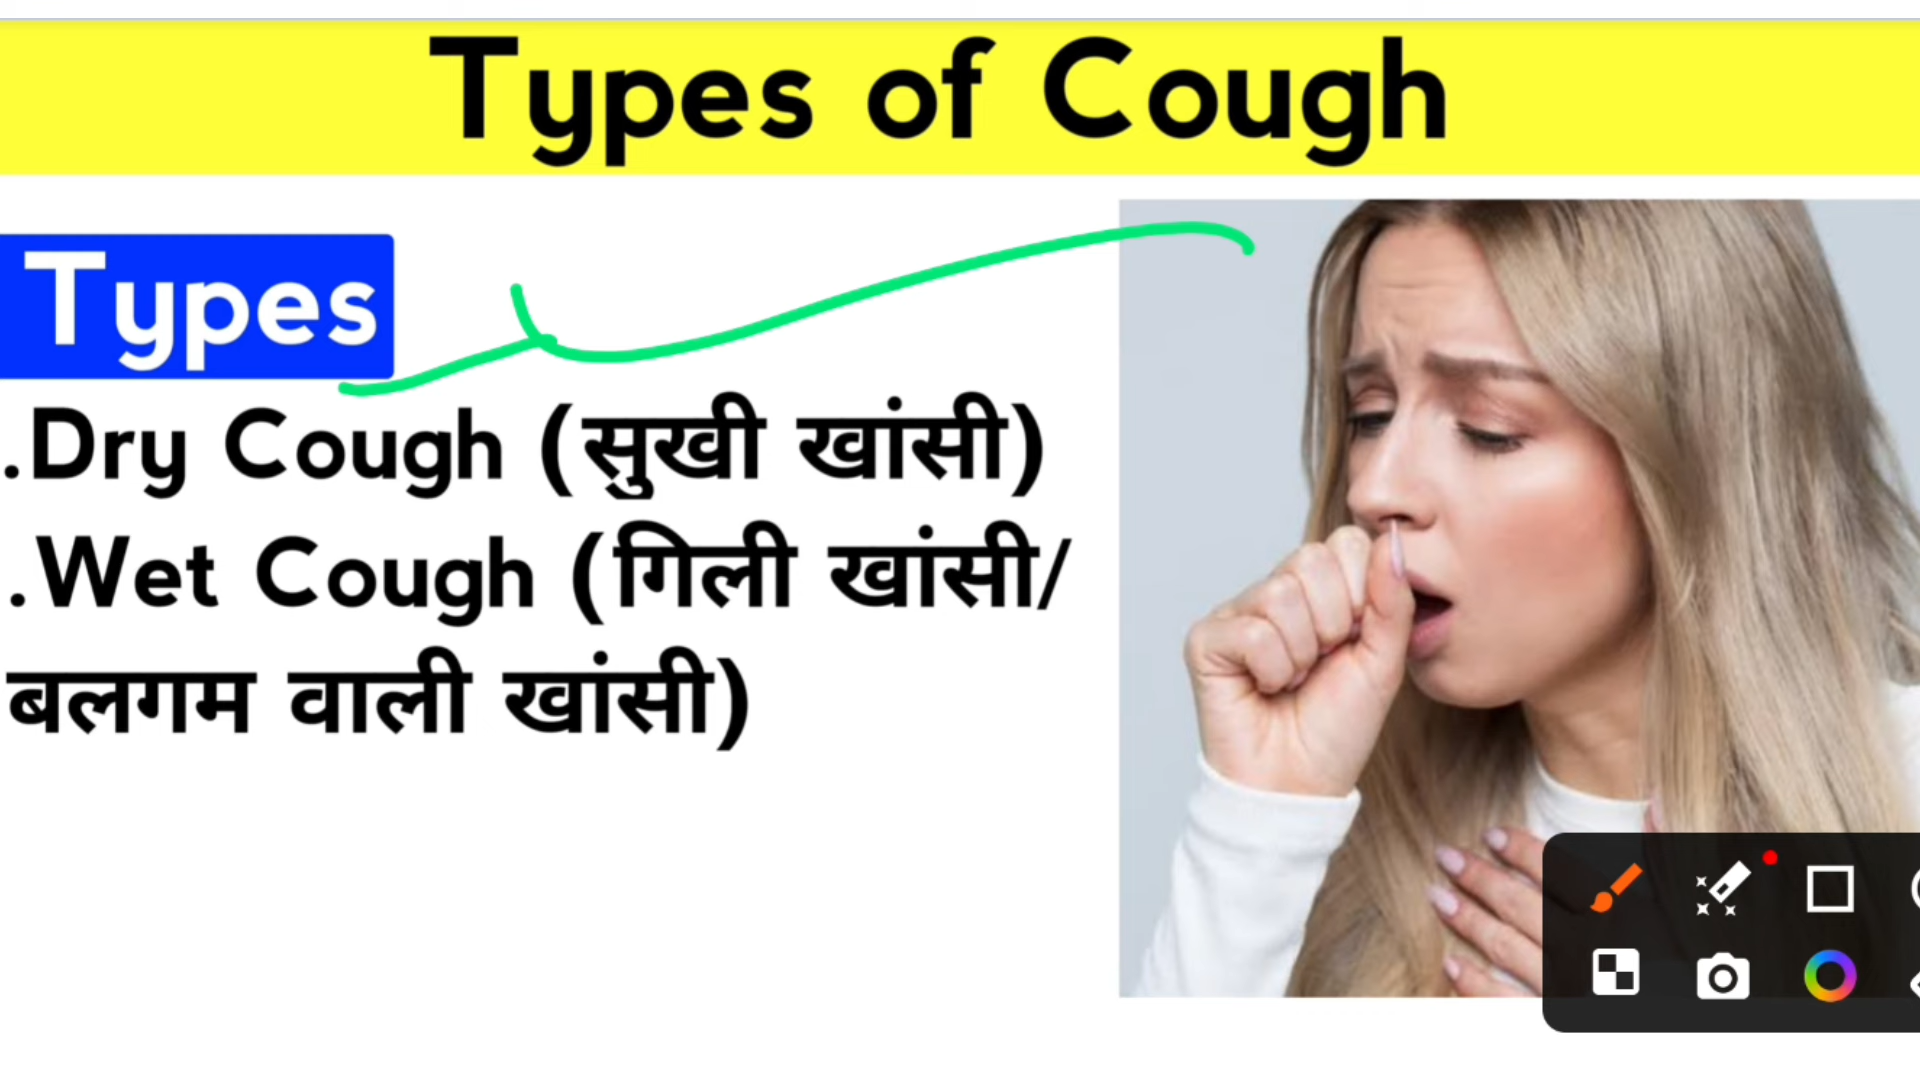 Types of Cough
Types
.Dry Cough (सुखी खांसी)
.Wet Cough (गिली खांसी/
बलगम वाली खांसी)